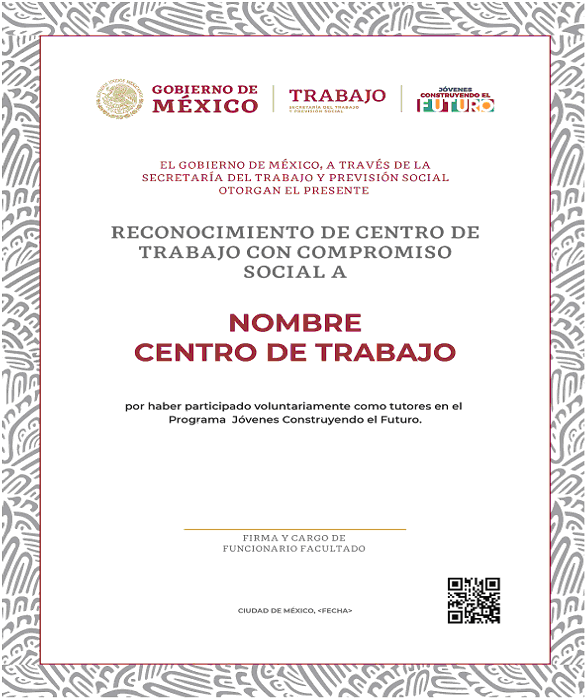 GOBIERNO DE
MÉXICO
TRABAJO
SECRETARÍA DEL TRABAJO
Y PREVISIÓN SOCIAL
JÓVENES
CONSTRUYENDO EL
FUTURO
EL GOBIERNO DE MÉXICO, A TRAVÉS DE LA
SECRETARÍA DEL TRABAJO Y PREVISIÓN SOCIAL
OTORGAN EL PRESENTE
RECONOCIMIENTO DE CENTRO DE
TRABAJO CON COMPROMISO
SOCIAL A
NOMBRE
CENTRO DE TRABAJO
por haber participado voluntariamente como tutores en el
Programa Jóvenes Construyendo el Futuro.
FIRMA Y CARGO DE
FUNCIONARIO FACULTADO
CIUDAD DE MÉXICO, <FECHA>